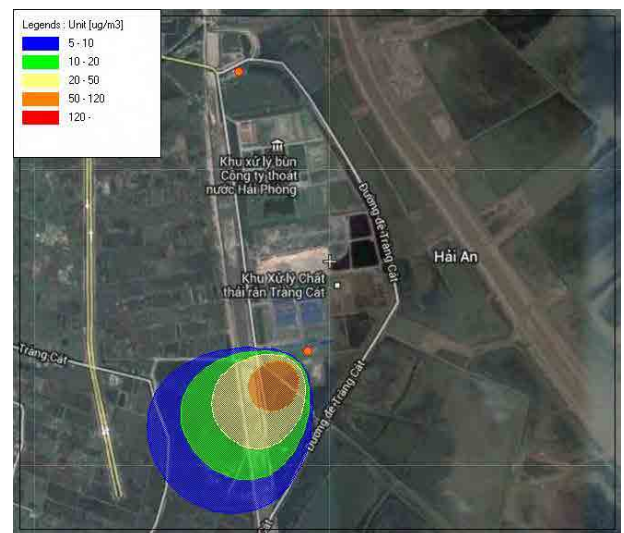 Legends : Unit [ug/m3]
5 - 10
10 - 20
20 - 50
50 - 120
120 -
Khu xử lý bùn
Công ty thoát
nước Hải Phòng
Đường đê Tràng Cát
Hải An
Khu Xử Lý Chất
thải rắn Tràng Cát
Tràng Cát
Đường đê Tràng Cát
Cát